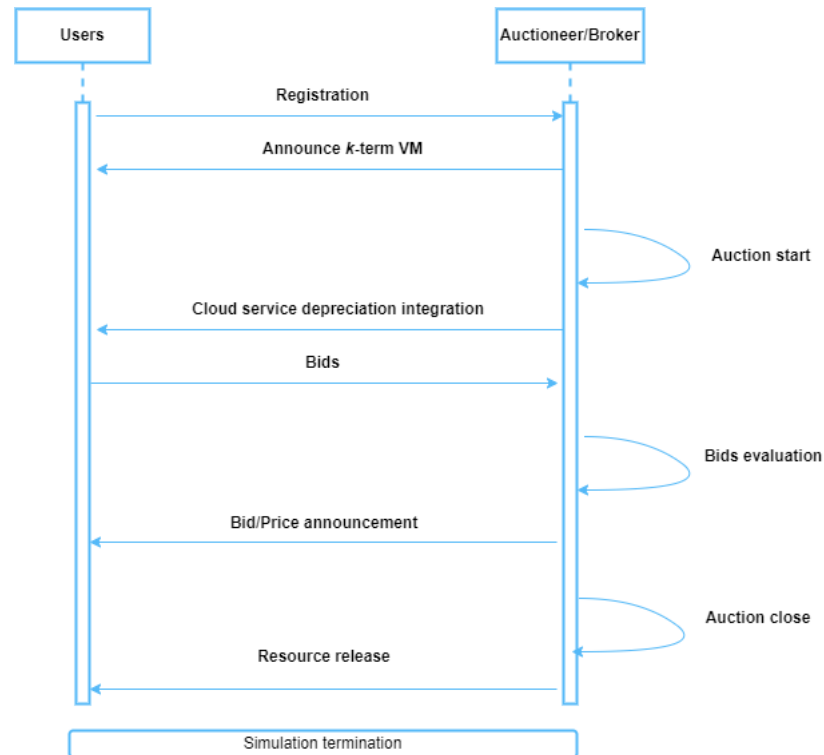 Users
Auctioneer/Broker
Registration
Announce k-term VM
Auction start
Cloud service depreciation integration
Bids
Bids evaluation
Bid/Price announcement
Auction close
Resource release
Simulation termination